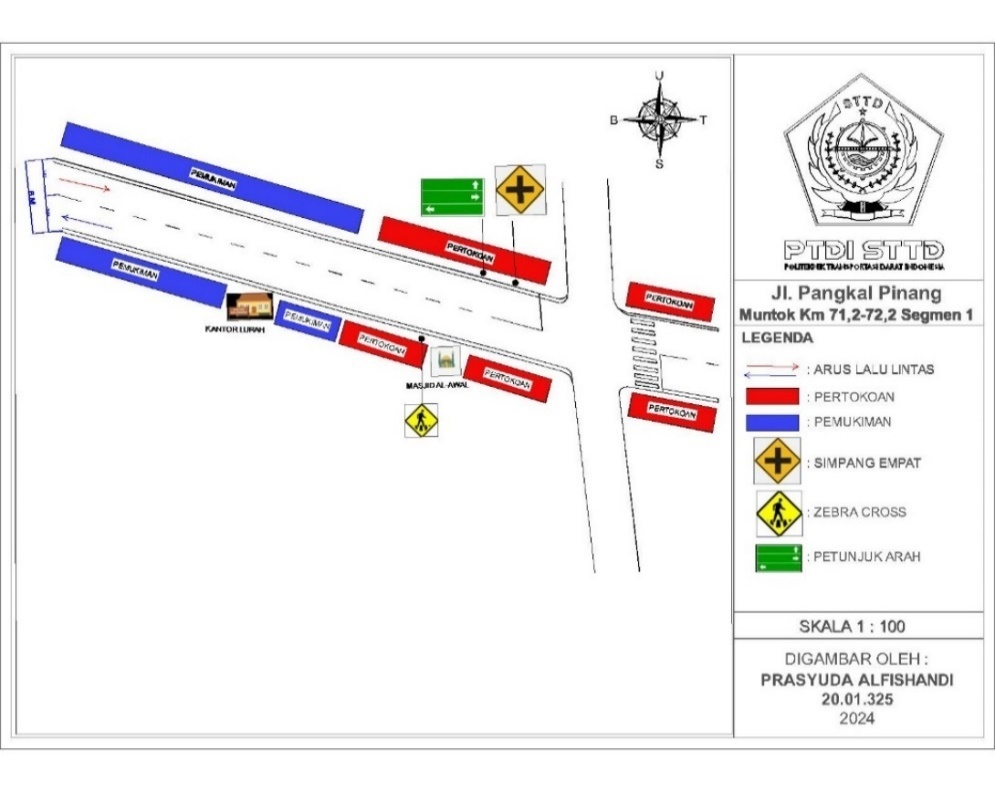 U
B
T
S
8 M
PEMUKIMAN
PERTOKOAN
PEMUKIMAN
KANTOR LURAH
PEMUKIMAN
PERTOKOAN
MASJID AL-AWAL
PERTOKOAN
PERTOKOAN
PERTOKOAN
STTD
PTDI STTD
POLITEKNIK TRANSPORTASI DARAT INDONESIA
Jl. Pangkal Pinang
Muntok Km 71,2-72,2 Segmen 1
LEGENDA
: ARUS LALU LINTAS
: PERTOKOAN
: PEMUKIMAN
: SIMPANG EMPAT
: ZEBRA CROSS
: PETUNJUK ARAH
SKALA 1 : 100
DIGAMBAR OLEH :
PRASYUDA ALFISHANDI
20.01.325
2024